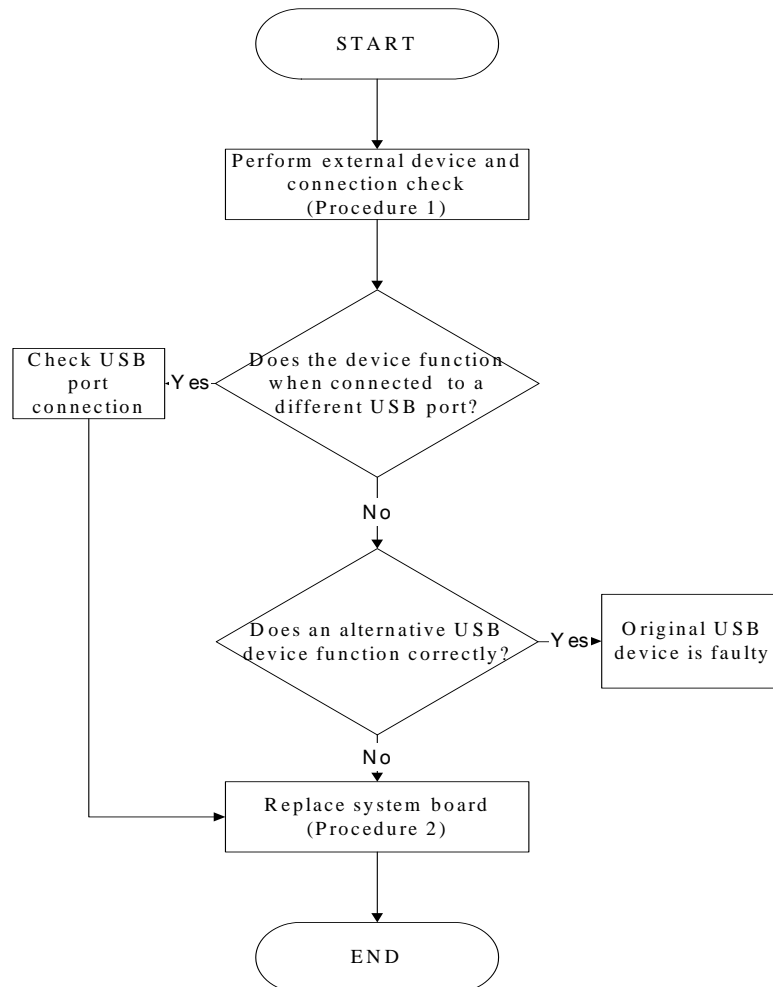 START
Perform external device and
connection check
(Procedure 1)
Does the device function
when connected to a
different USB port?
Yes
Check USB
port
connection
No
Does an alternative USB
device function correctly?
Yes
Original USB
device is faulty
No
Replace system board
(Procedure 2)
END